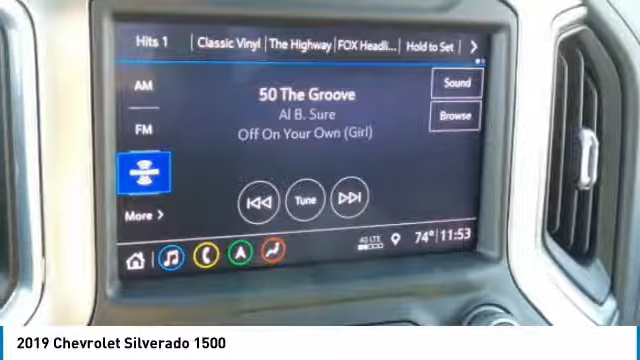 Hits 1 Classic Vinyl The Highway FOX Headli... Hold to Set
AM
Sound
50 The Groove
Al B. Sure
Browse
FM
Off On Your Own (Girl)
Tune
More
4G LTE 74° 11:53
2019 Chevrolet Silverado 1500